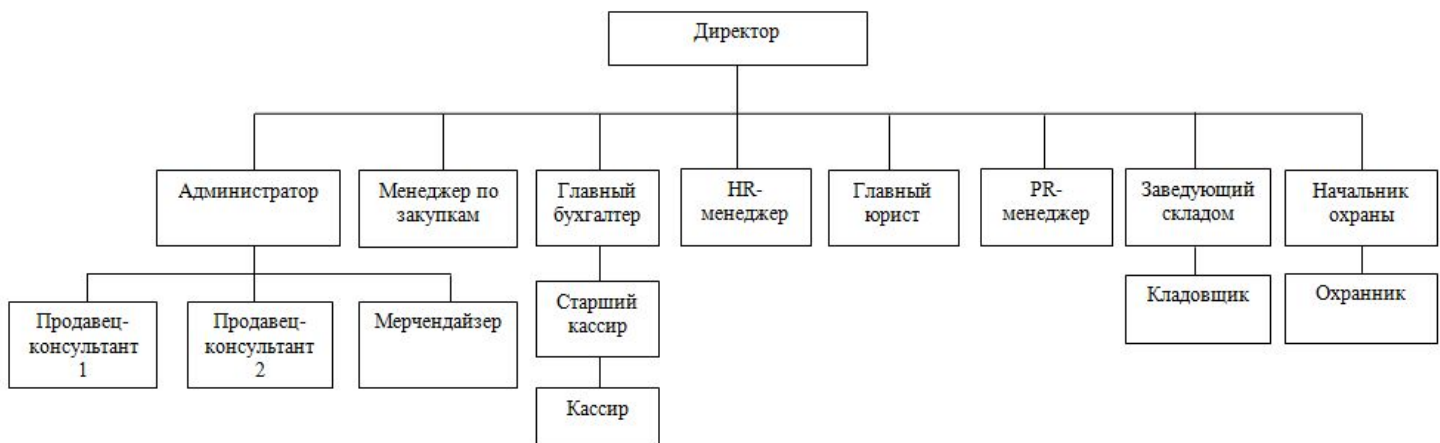 Директор
Администратор
Менеджер по
закупкам
Главный
бухгалтер
HR-
менеджер
Главный
юрист
PR-
менеджер
Заведующий
складом
Начальник
охраны
Продавец-
консультант
1
Продавец-
консультант
2
Мерчендайзер
Старший
кассир
Кассир
Кладовщик
Охранник